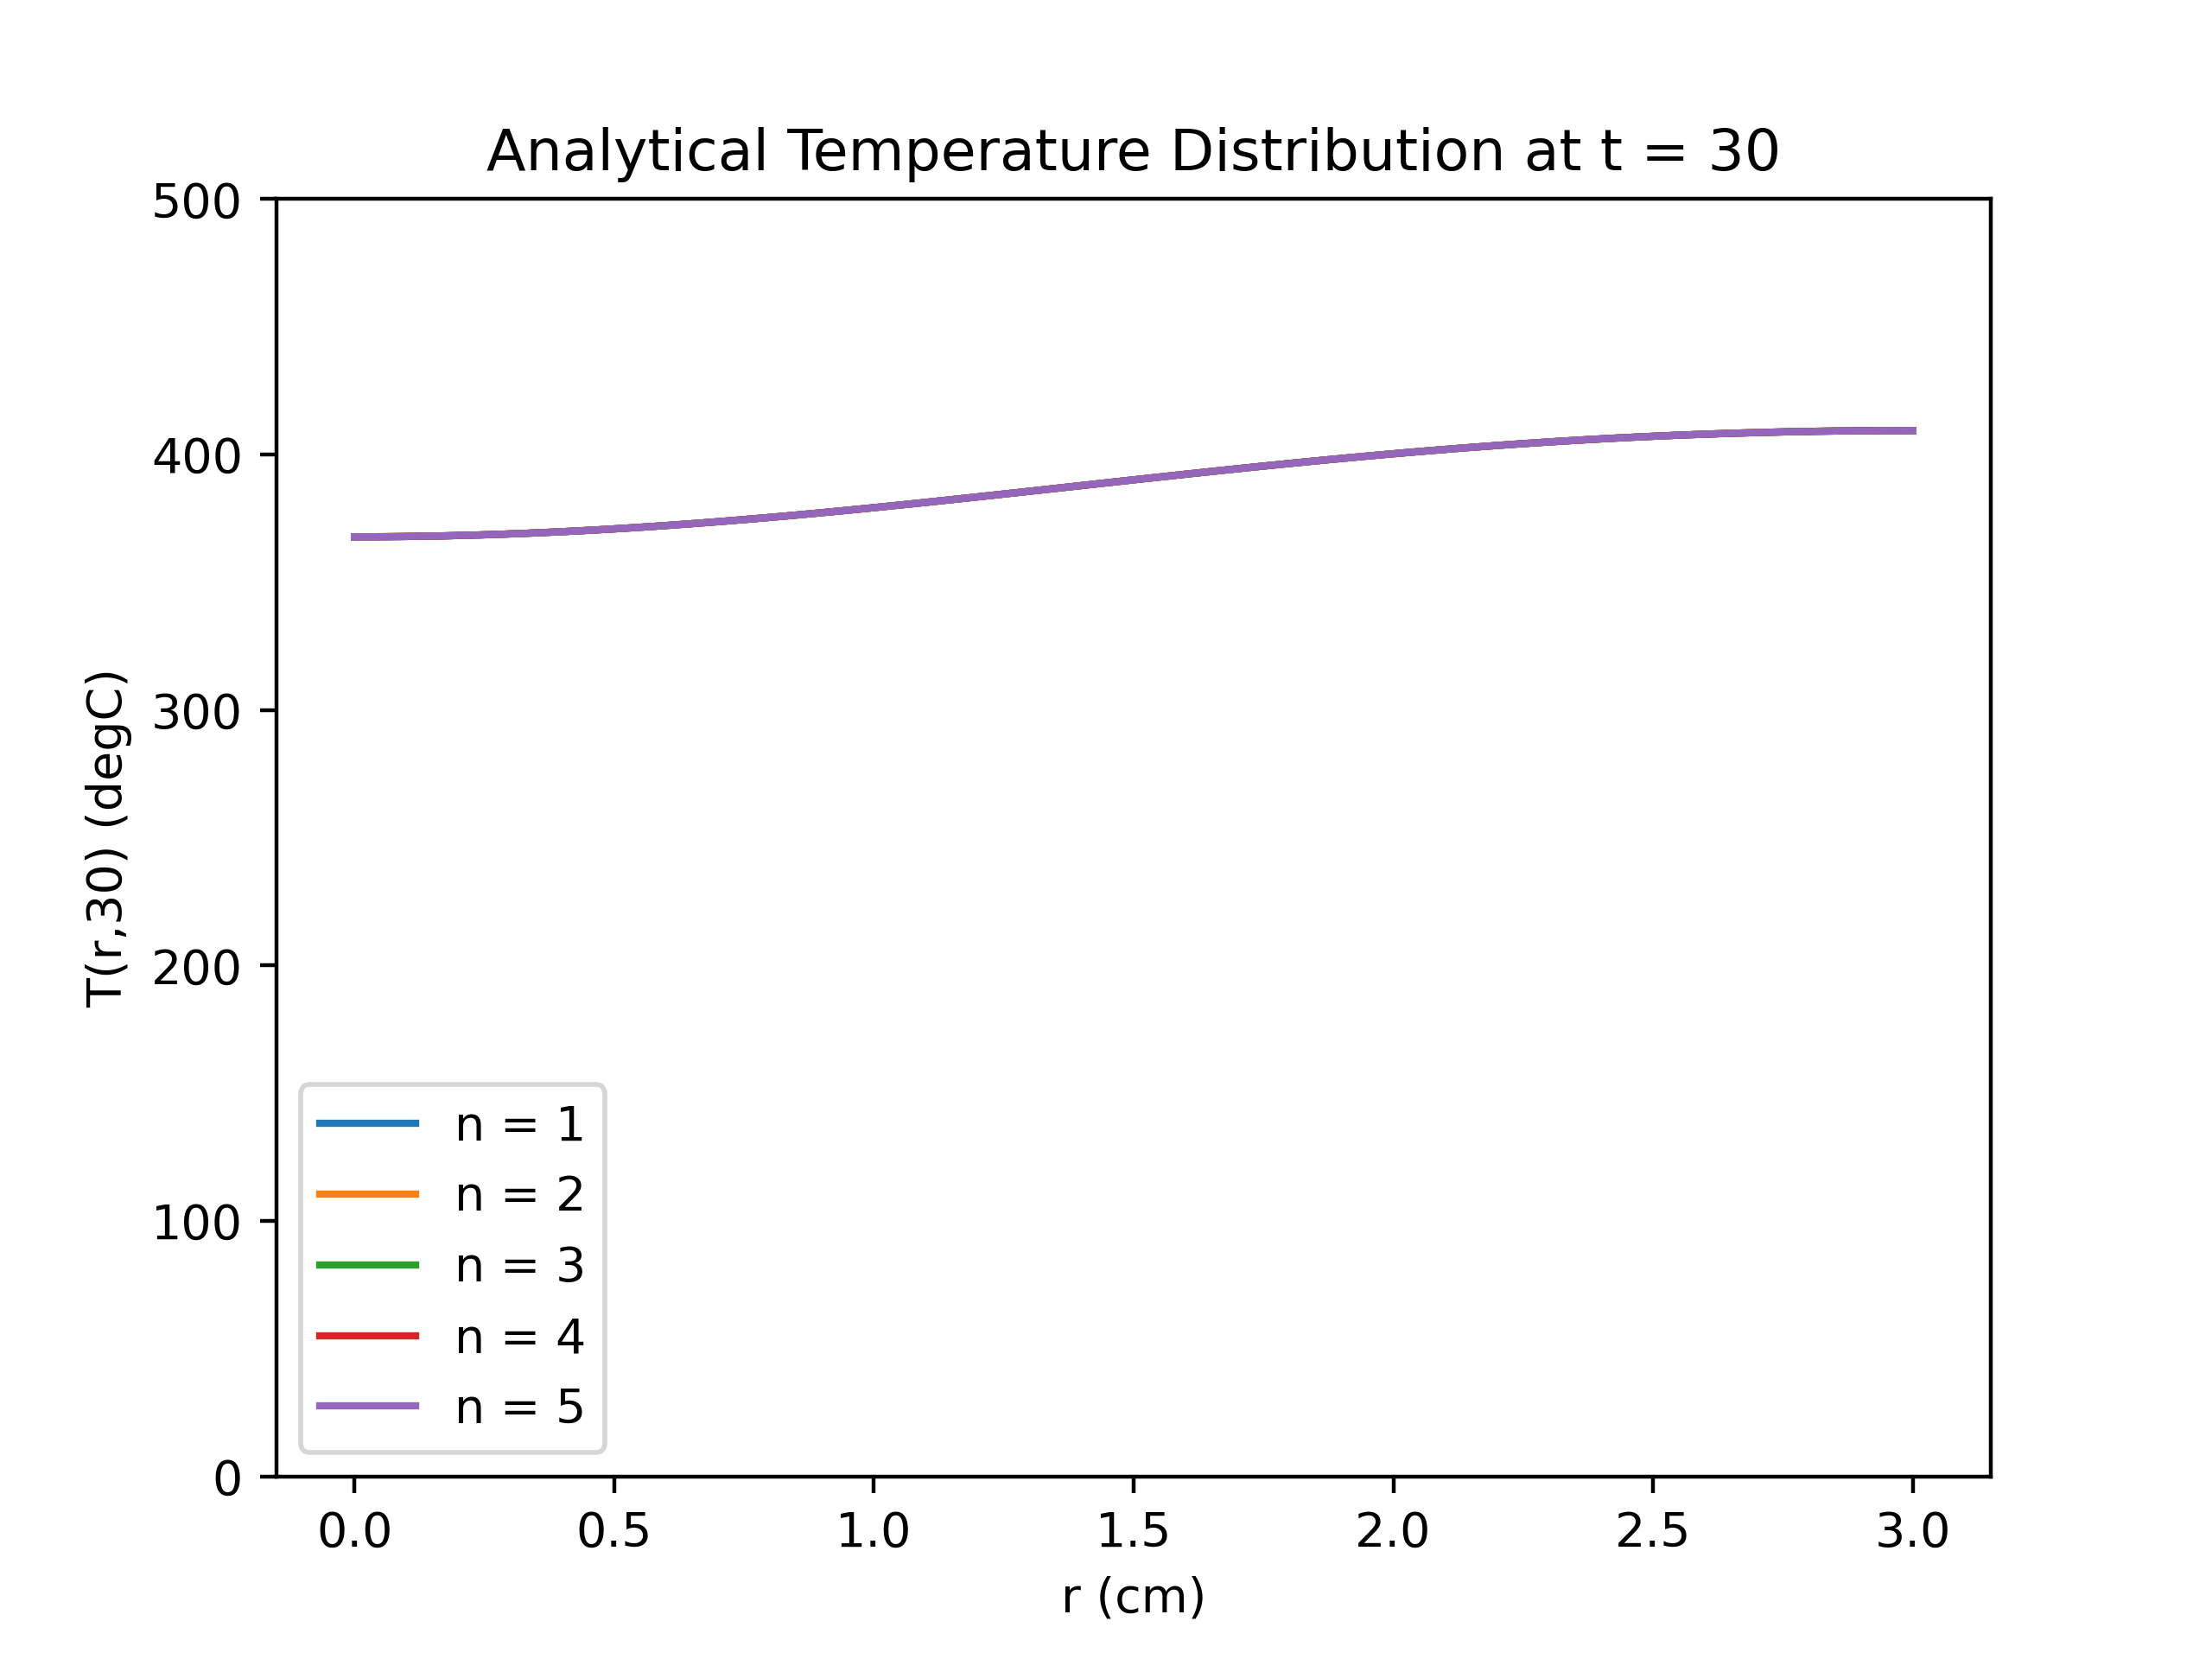 Analytical Temperature Distribution at t = 30
T(r,30) (degC)
500
400
300
200
100
0
n = 1
n = 2
n = 3
n = 4
n = 5
0.0 0.5 1.0 1.5 2.0 2.5 3.0
r (cm)